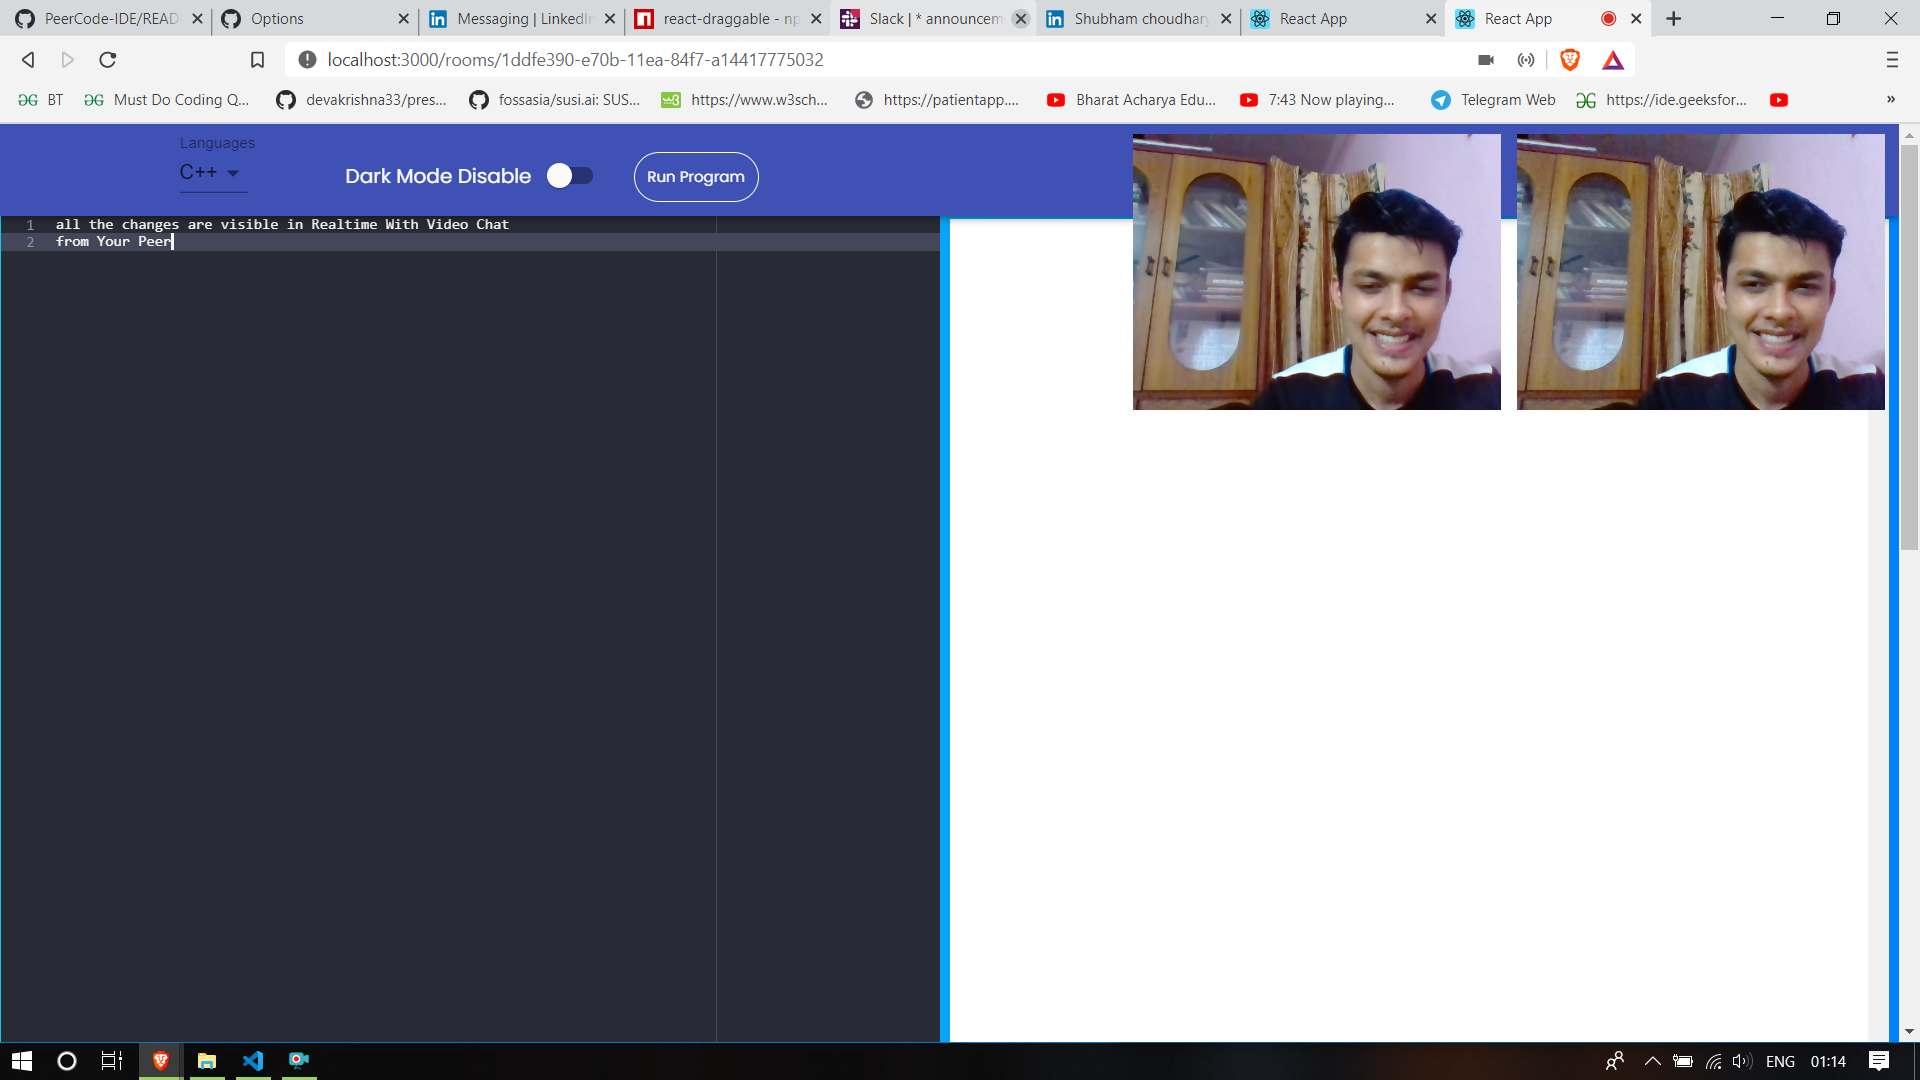 PeerCode-IDE/READ
Options
Messaging | LinkedIn
react-draggable - np
Slack | * announcem
Shubham choudhary
React App
React App
localhost:3000/rooms/1ddfe390-e70b-11ea-84f7-a14417775032
BT
Must Do Coding Q...
devakrishna33/pres...
fossasia/susi.ai: SUS...
https://www.w3sch...
https://patientapp....
Bharat Acharya Edu...
7:43 Now playing...
Telegram Web
https://ide.geeksfor...
»
Languages
C++
Dark Mode Disable
Run Program
1 all the changes are visible in Realtime With Video Chat
2 from Your Peer
ENG
01:14